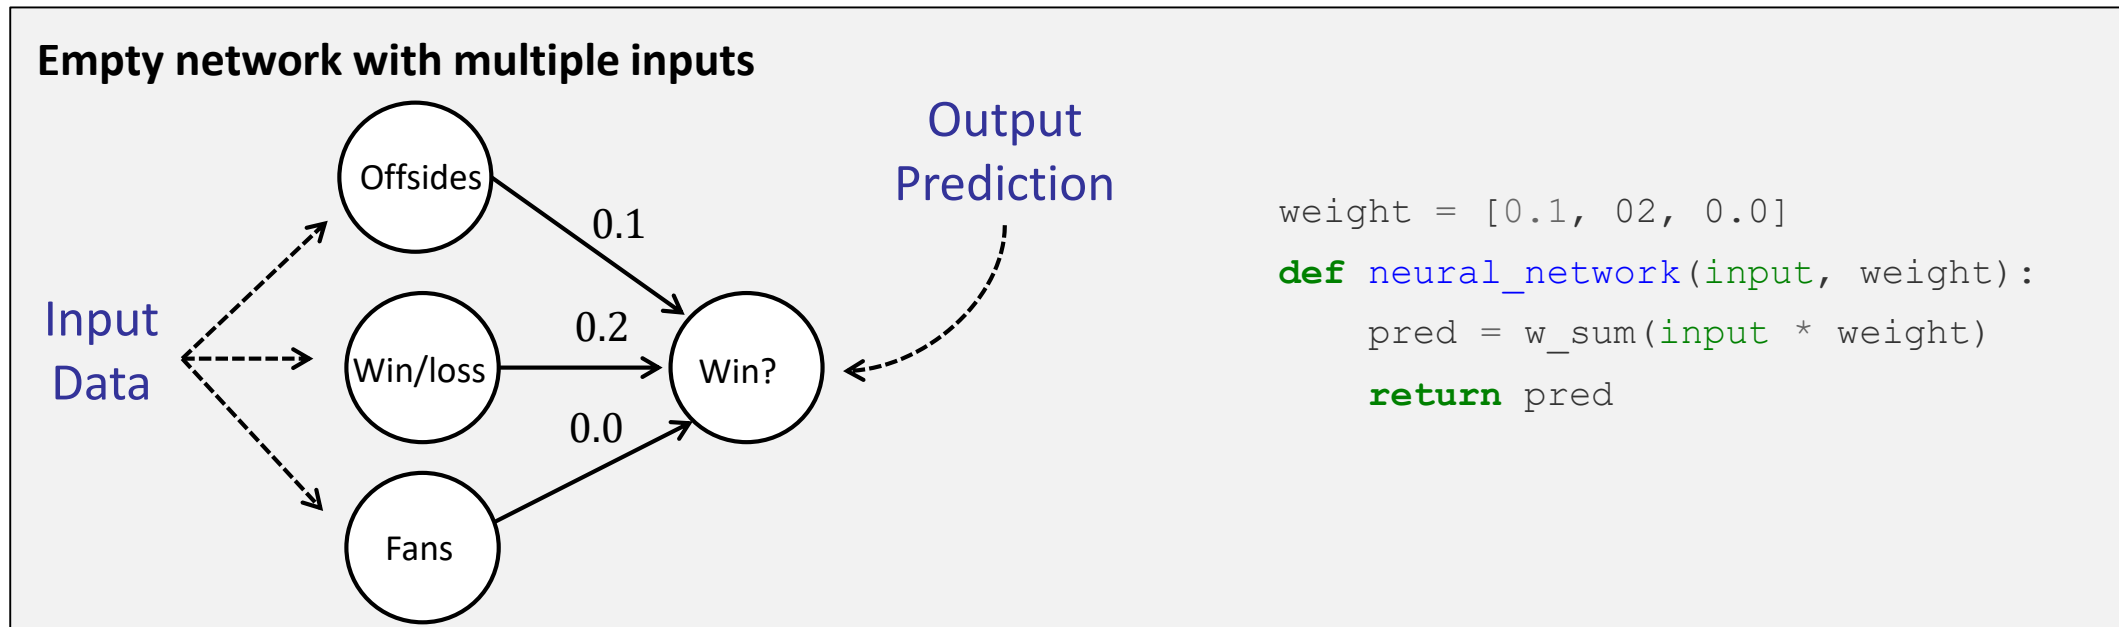 Empty network with multiple inputs
Output
Prediction
Offsides
0.1
Input
Data
Win/loss
0.2
Win?
0.0
Fans
weight = [0.1, 02, 0.0]
def neural_network(input, weight):
    pred = w_sum(input * weight)
    return pred